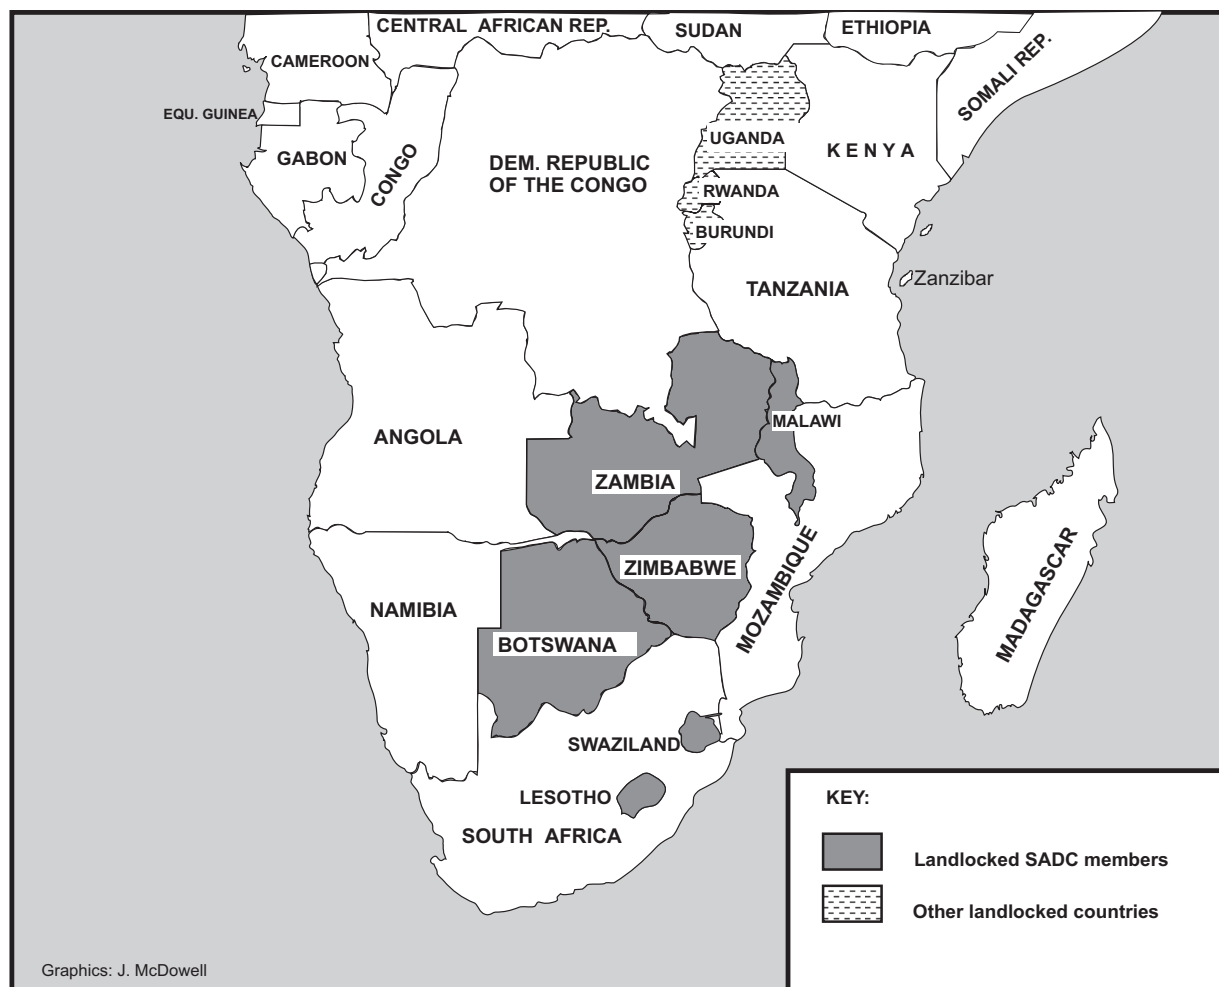 CENTRAL AFRICAN REP.
SUDAN
ETHIOPIA
CAMEROON
SOMALI REP.
EQU. GUINEA
GABON
CONGO
DEM. REPUBLIC
OF THE CONGO
UGANDA
KENYA
RWANDA
BURUNDI
TANZANIA
Zanzibar
ANGOLA
MALAWI
ZAMBIA
ZIMBABWE
MOZAMBIQUE
MADAGASCAR
NAMIBIA
BOTSWANA
SWAZILAND
LESOTHO
SOUTH AFRICA
KEY:
Landlocked SADC members
Other landlocked countries
Graphics: J. McDowell